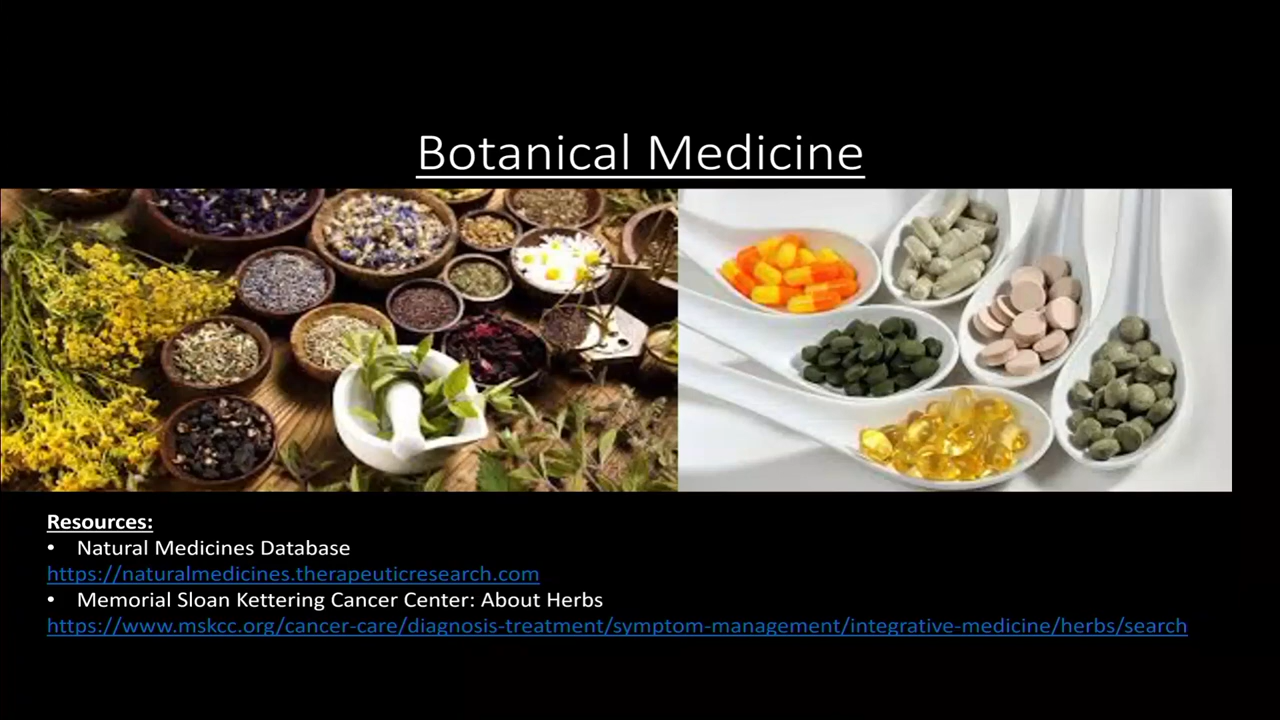 Botanical Medicine
Resources:
• Natural Medicines Database
https://naturalmedicines.therapeuticresearch.com
• Memorial Sloan Kettering Cancer Center: About Herbs
https://www.mskcc.org/cancer-care/diagnosis-treatment/symptom-management/integrative-medicine/herbs/search